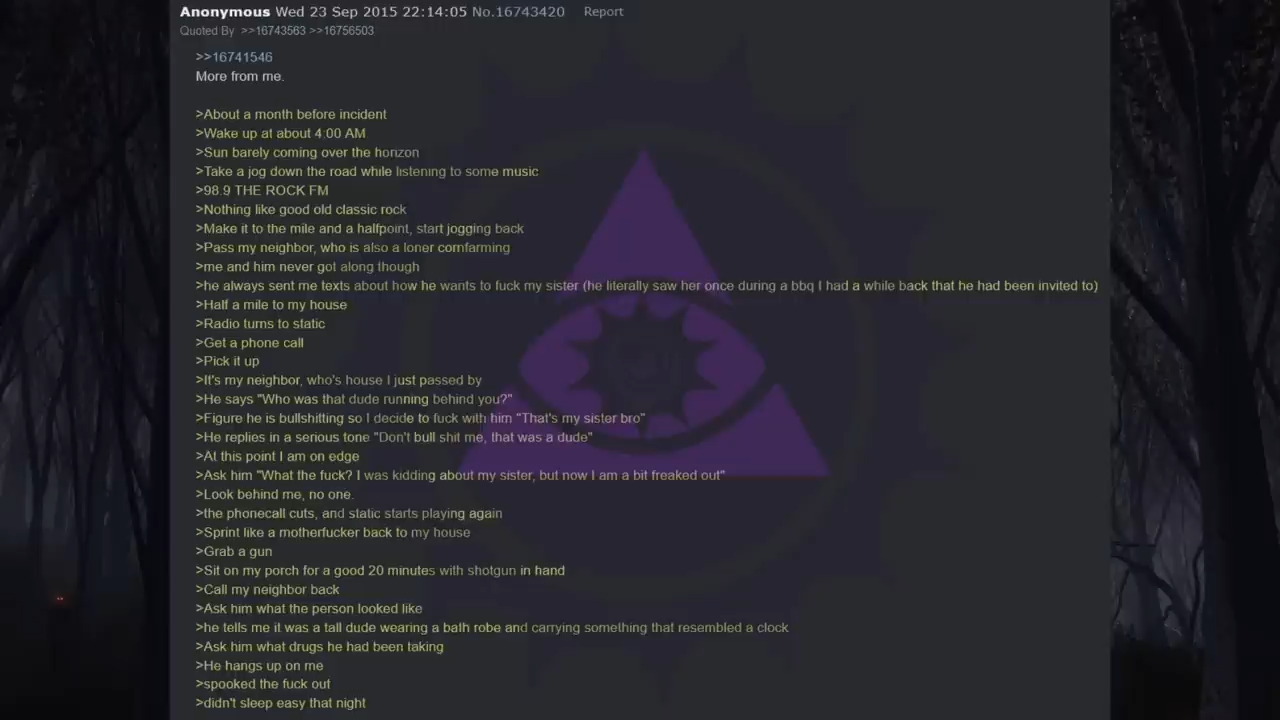 Anonymous Wed 23 Sep 2015 22:14:05 No.16743420 Report
Quoted By >>16743563 >>16756503
>>16741546
More from me.
>About a month before incident
>Wake up at about 4:00 AM
>Sun barely coming over the horizon
>Take a jog down the road while listening to some music
>98.9 THE ROCK FM
>Nothing like good old classic rock
>Make it to the mile and a halfpoint, start jogging back
>Pass my neighbor, who is also a loner cornfarming
>me and him never got along though
>he always sent me texts about how he wants to fuck my sister (he literally saw her once during a bbq I had a while back that he had been invited to)
>Half a mile to my house
>Radio turns to static
>Get a phone call
>Pick it up
>It's my neighbor, who's house I just passed by
>He says "Who was that dude running behind you?"
>Figure he is bullshitting so I decide to fuck with him "That's my sister bro"
>He replies in a serious tone "Don't bull shit me, that was a dude"
>At this point I am on edge
>Ask him "What the fuck? I was kidding about my sister, but now I am a bit freaked out"
>Look behind me, no one.
>the phonecall cuts, and static starts playing again
>Sprint like a motherfucker back to my house
>Grab a gun
>Sit on my porch for a good 20 minutes with shotgun in hand
>Call my neighbor back
>Ask him what the person looked like
>he tells me it was a tall dude wearing a bath robe and carrying something that resembled a clock
>Ask him what drugs he had been taking
>He hangs up on me
>spooked the fuck out
>didn't sleep easy that night